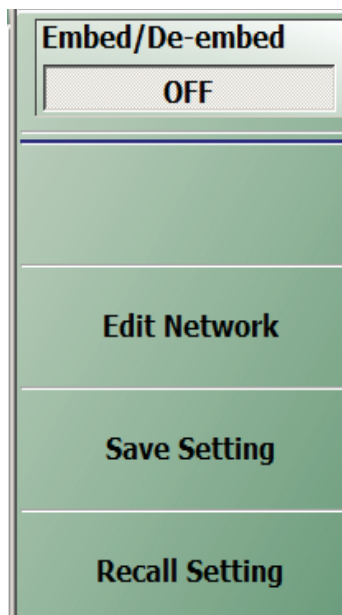 Embed/De-embed
OFF
Edit Network
Save Setting
Recall Setting